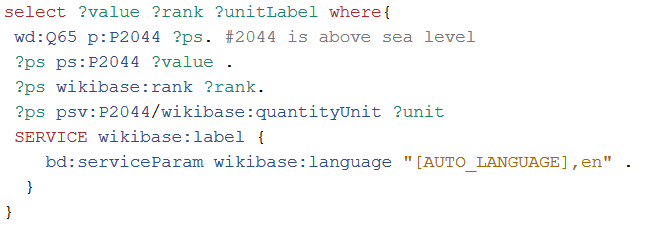 select ?value ?rank ?unitLabel where{
 wd:Q65 p:P2044 ?ps. #2044 is above sea level
 ?ps ps:P2044 ?value .
 ?ps wikibase:rank ?rank.
 ?ps psv:P2044/wikibase:quantityUnit ?unit
 SERVICE wikibase:label {
    bd:serviceParam wikibase:language "[AUTO_LANGUAGE],en" .
  }
}